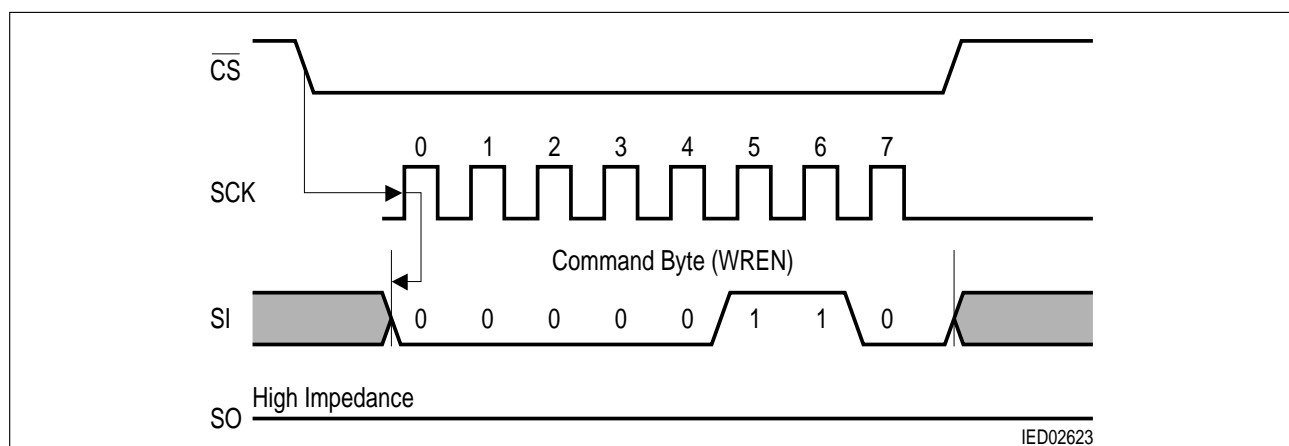 CS
0 1 2 3 4 5 6 7
SCK
Command Byte (WREN)
SI 0 0 0 0 0 1 1 0
High Impedance
SO
IED02623